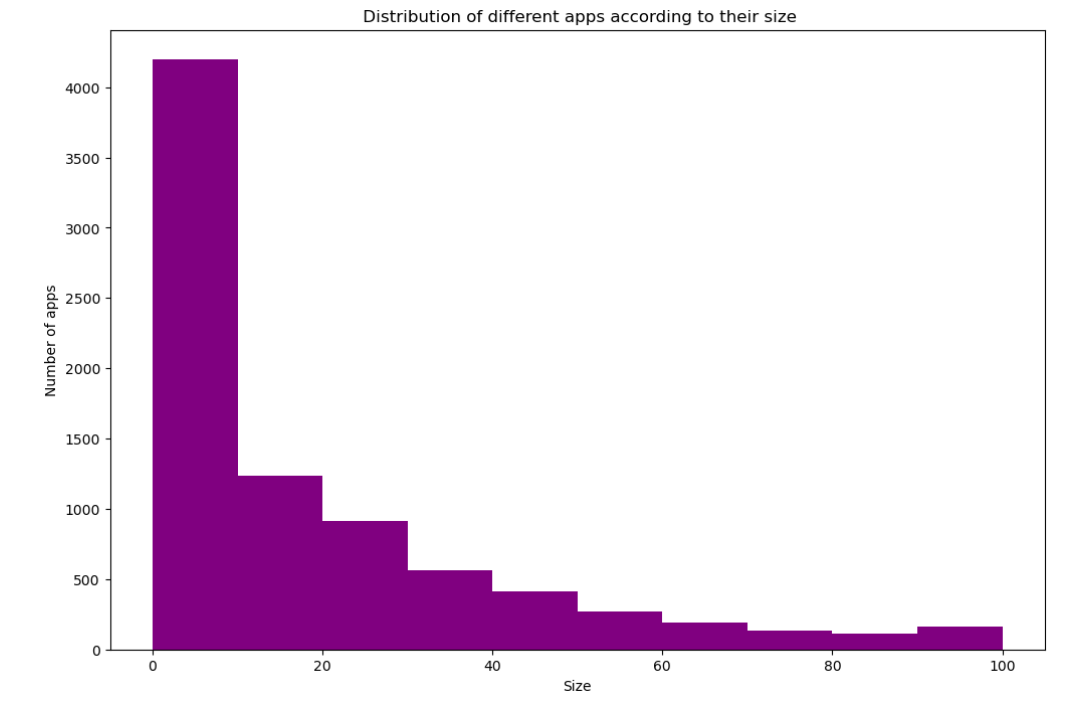 Distribution of different apps according to their size
Number of apps
4000
3500
3000
2500
2000
1500
1000
500
0
0 20 40 60 80 100
Size